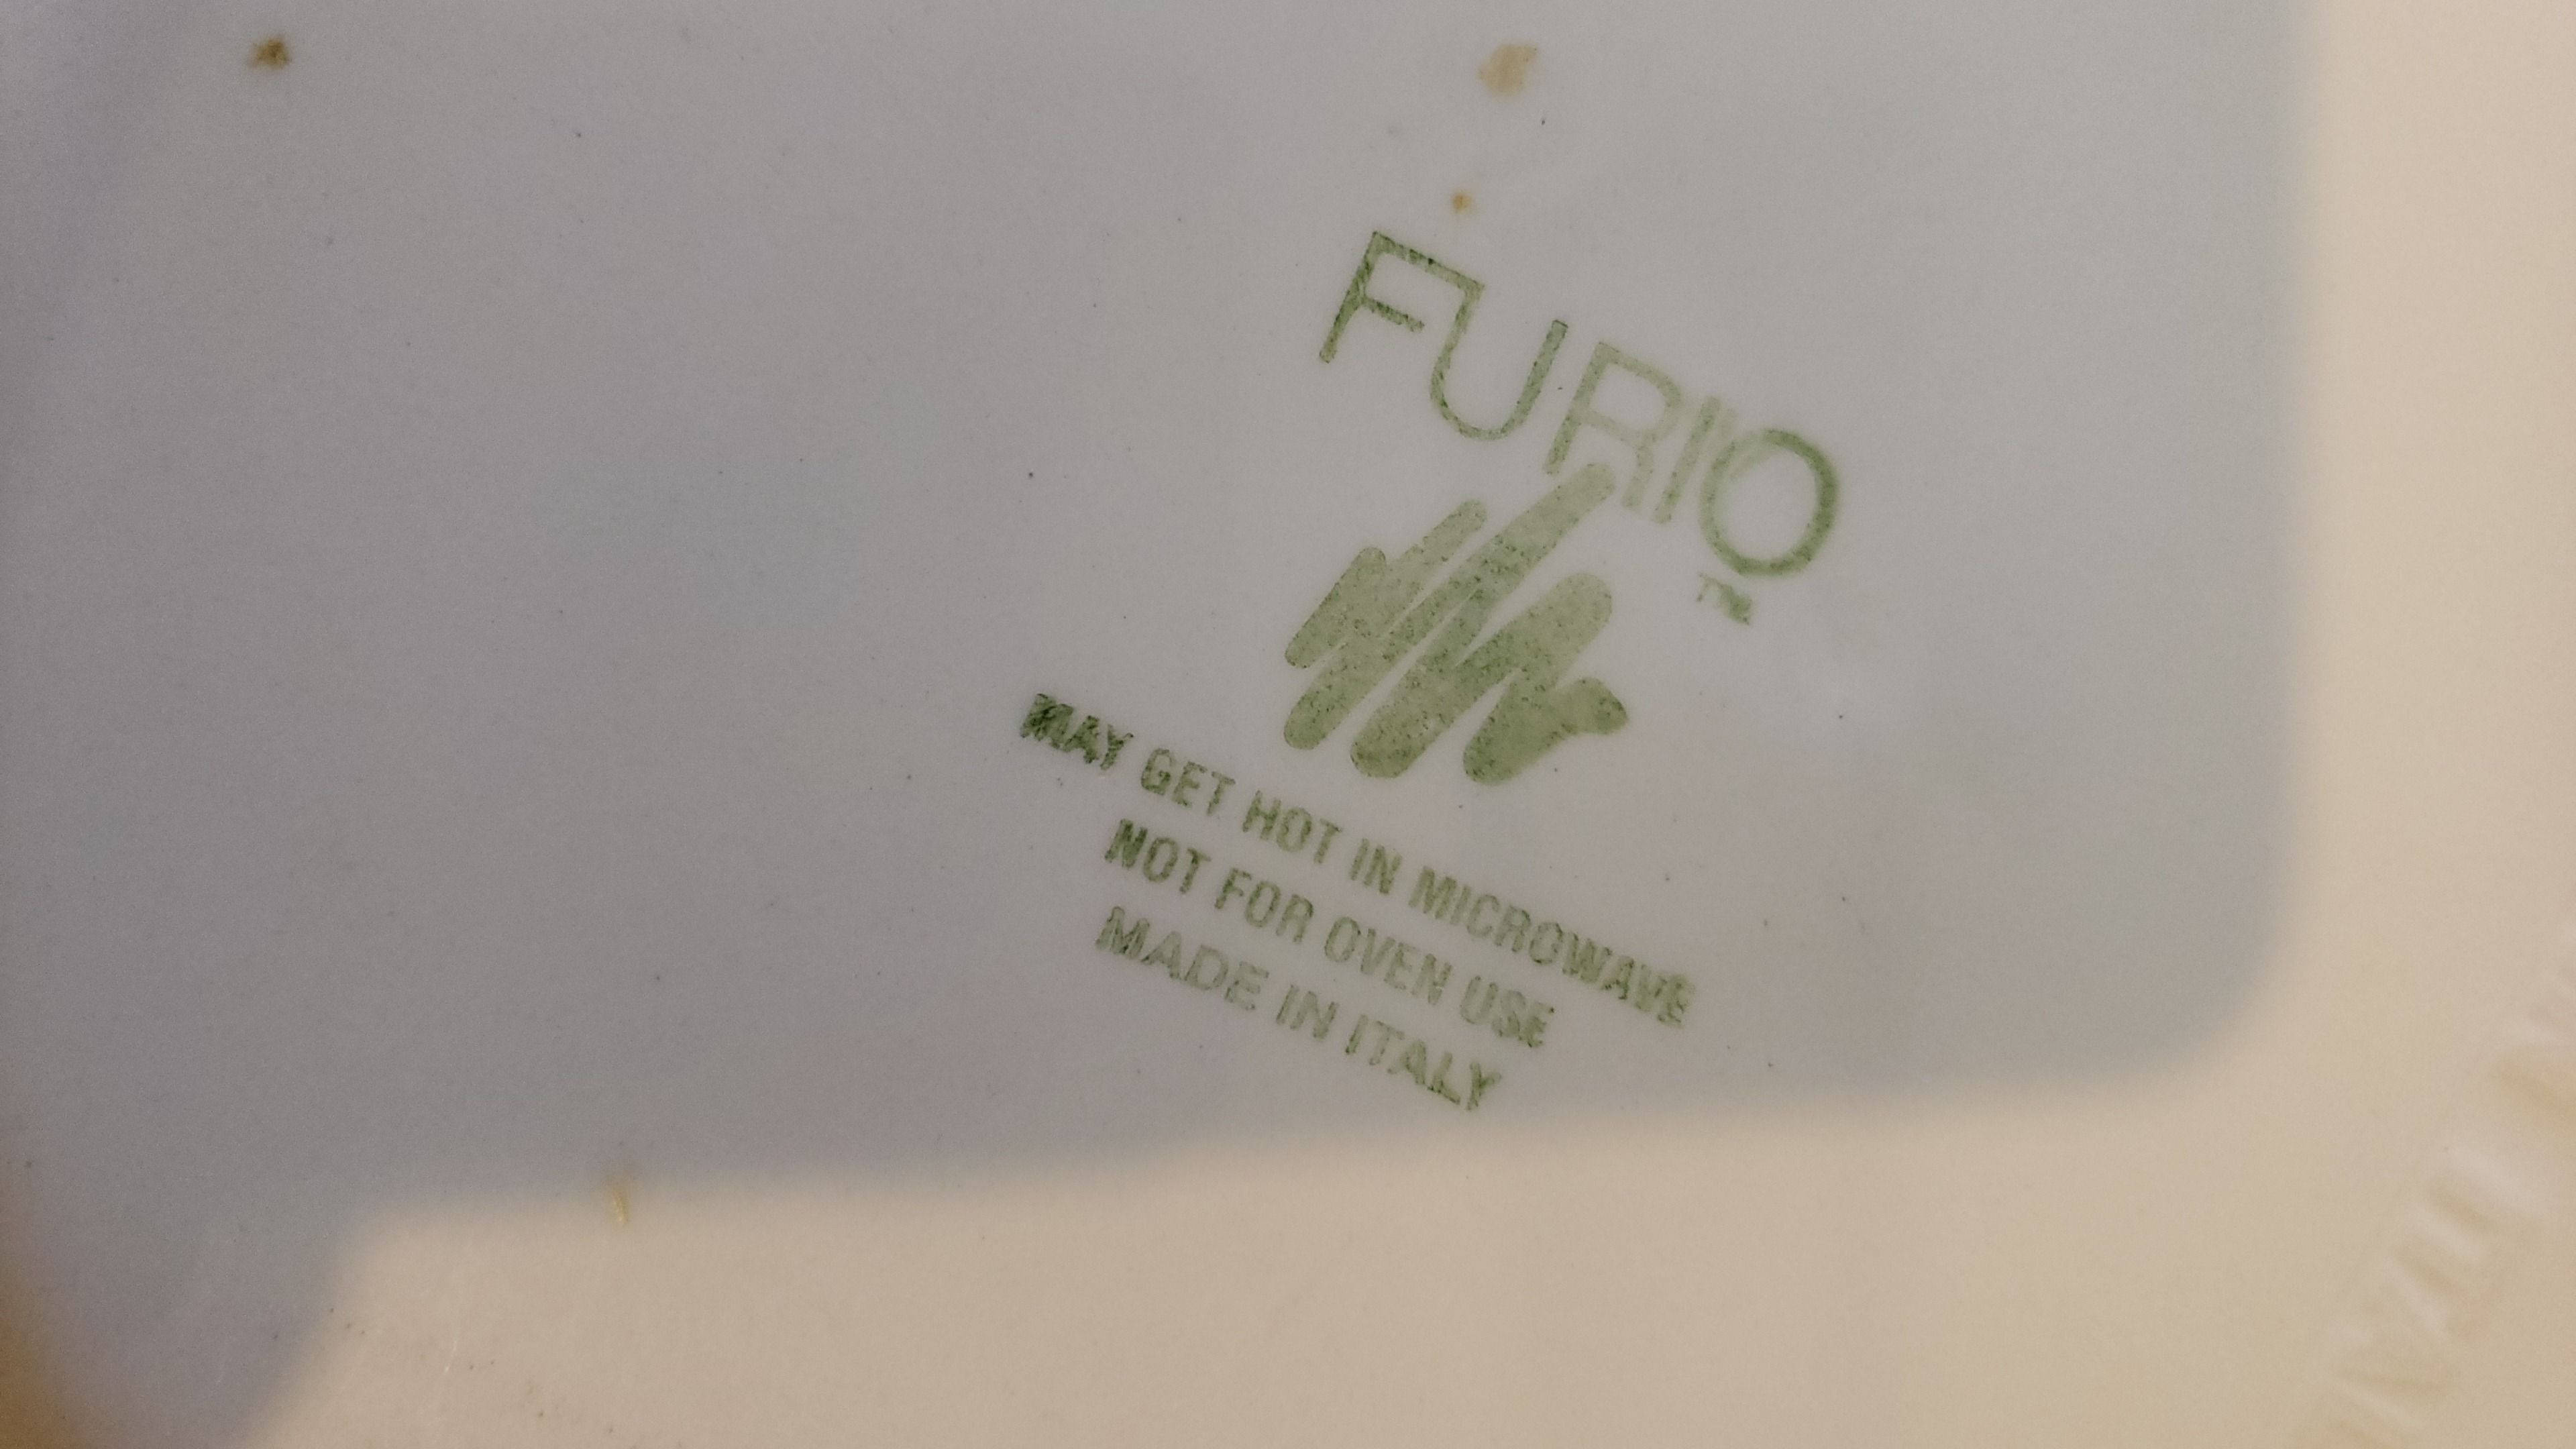 FURIO
TM
MAY GET HOT IN MICROWAVE
NOT FOR OVEN USE
MADE IN ITALY